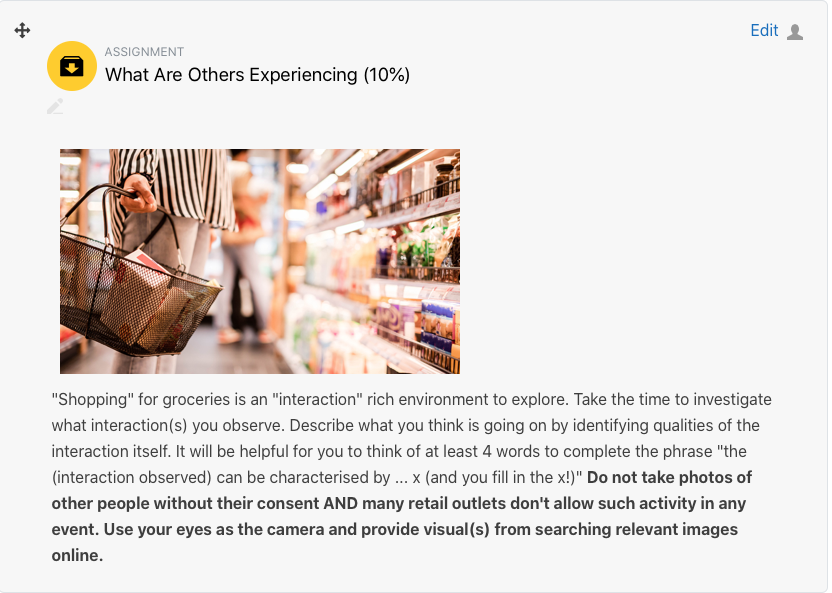 Edit
ASSIGNMENT
What Are Others Experiencing (10%)
"Shopping" for groceries is an "interaction" rich environment to explore. Take the time to investigate
what interaction(s) you observe. Describe what you think is going on by identifying qualities of the
interaction itself. It will be helpful for you to think of at least 4 words to complete the phrase "the
(interaction observed) can be characterised by ... x (and you fill in the x!)" Do not take photos of
other people without their consent AND many retail outlets don't allow such activity in any
event. Use your eyes as the camera and provide visual(s) from searching relevant images
online.